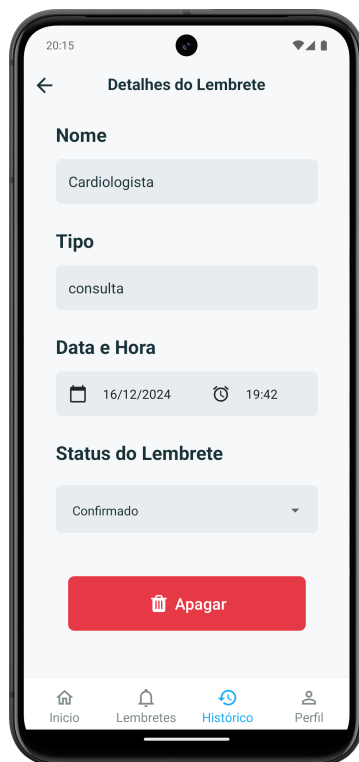 20:15
Detalhes do Lembrete
Nome
Cardiologista
Tipo
consulta
Data e Hora
16/12/2024 19:42
Status do Lembrete
Confirmado
Apagar
Inicio Lembretes Histórico Perfil